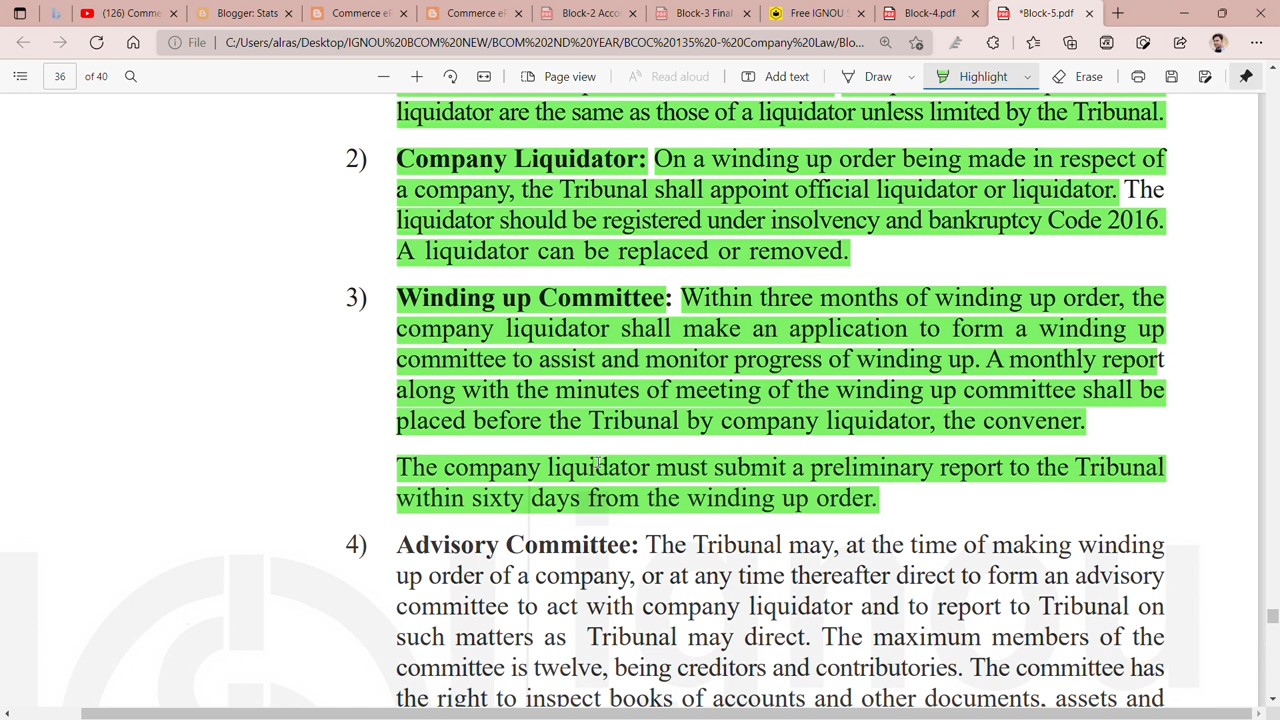 (126) Comme
Blogger: Stats
Commerce eF
Commerce eF
Block-2 Acco
Block-3 Final
Free IGNOU S
Block-4.pdf
*Block-5.pdf
File
C:/Users/alras/Desktop/IGNOU%20BCOM%20NEW/BCOM%202ND%20YEAR/BCOC%20135%20-%20Company%20Law/Blo...
36 of 40
Page view
Read aloud
Add text
Draw
Highlight
Erase
liquidator are the same as those of a liquidator unless limited by the Tribunal.
2) Company Liquidator: On a winding up order being made in respect of
a company, the Tribunal shall appoint official liquidator or liquidator. The
liquidator should be registered under insolvency and bankruptcy Code 2016.
A liquidator can be replaced or removed.
3) Winding up Committee: Within three months of winding up order, the
company liquidator shall make an application to form a winding up
committee to assist and monitor progress of winding up. A monthly report
along with the minutes of meeting of the winding up committee shall be
placed before the Tribunal by company liquidator, the convener.
The company liquidator must submit a preliminary report to the Tribunal
within sixty days from the winding up order.
4) Advisory Committee: The Tribunal may, at the time of making winding
up order of a company, or at any time thereafter direct to form an advisory
committee to act with company liquidator and to report to Tribunal on
such matters as Tribunal may direct. The maximum members of the
committee is twelve, being creditors and contributories. The committee has
the right to inspect books of accounts and other documents, assets and